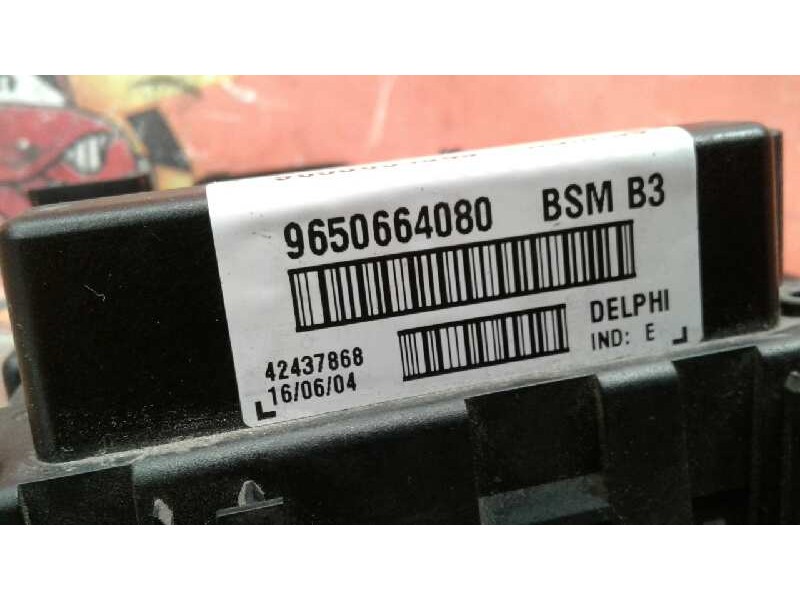 9650664080 BSM B3
DELPHI
42437868
IND: E
16/06/04